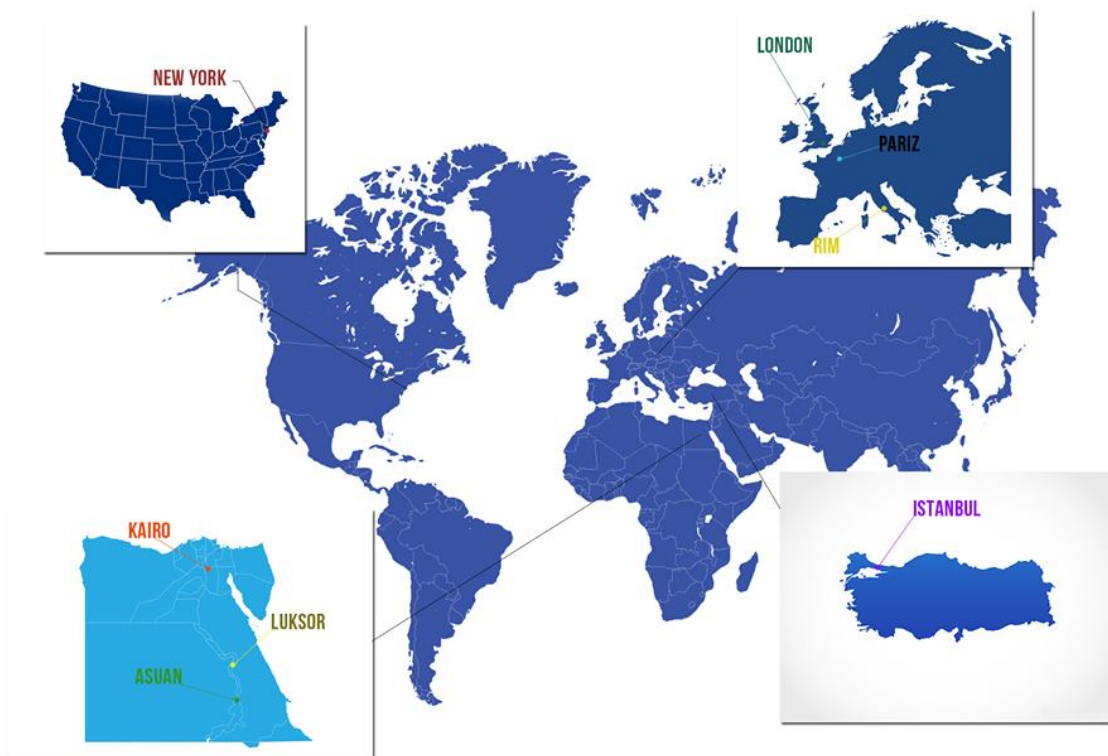 NEW YORK
LONDON
PARIZ
RIM
KAIRO
LUKSOR
ASUAN
ISTANBUL